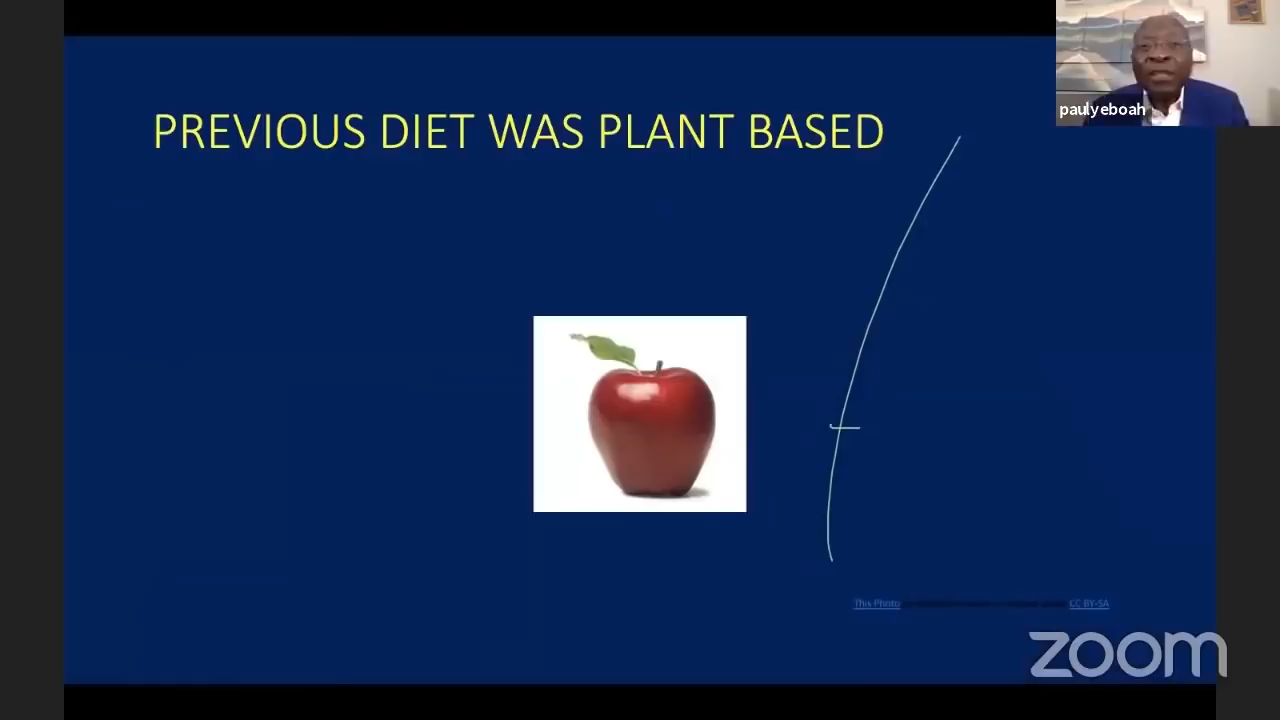 paulyeboah
PREVIOUS DIET WAS PLANT BASED
This Photo CC BY-SA
zoom